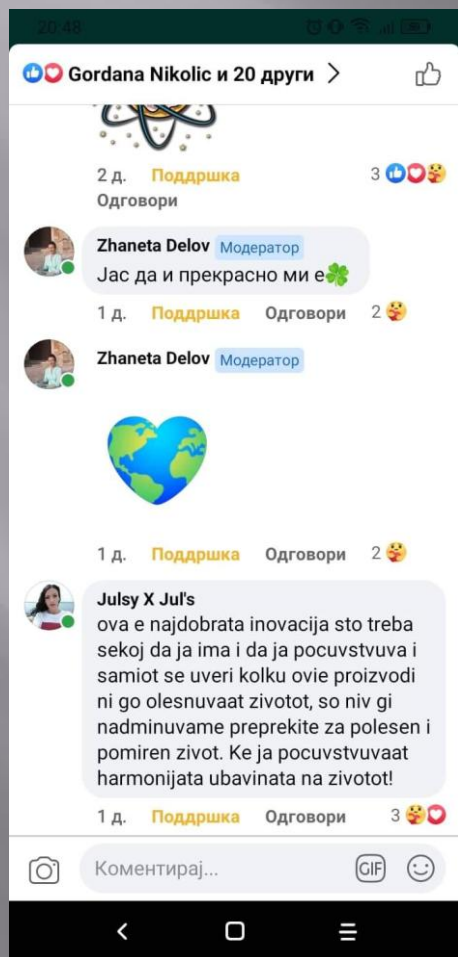 20:48
Gordana Nikolic и 20 други
2 д. Поддршка 3
Одговори
Zhaneta Delov Модератор
Јас да и прекрасно ми е🍀
1 д. Поддршка Одговори 2
Zhaneta Delov Модератор
1 д. Поддршка Одговори 2
Julsy X Jul's
ova e najdobrata inovacija sto treba
sekoj da ja ima i da ja pocuvstvuva i
samiot se uveri kolku ovie proizvodi
ni go olesnuvaat zivotot, so niv gi
nadminuvame preprekite za polesen i
pomiren zivot. Ke ja pocuvstvuvaat
harmonijata ubavinata na zivotot!
1 д. Поддршка Одговори 3
Коментирај... GIF